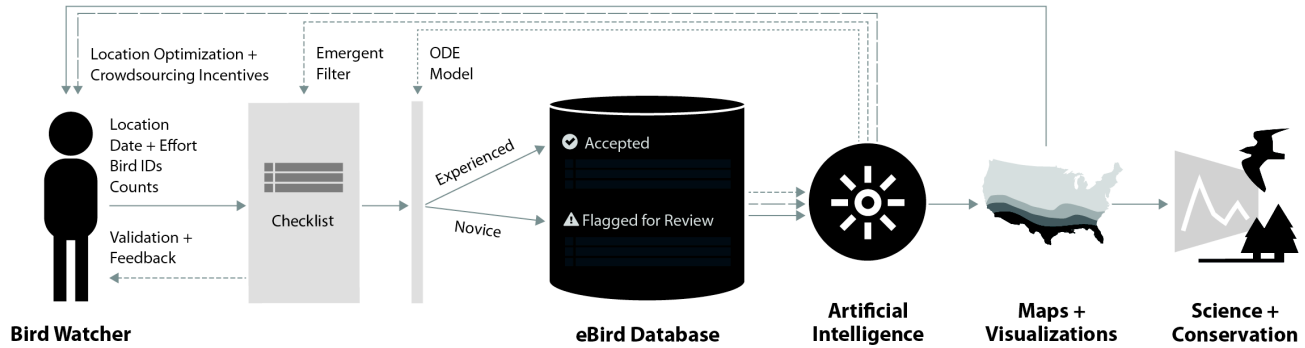 Location Optimization +
Crowdsourcing Incentives
Emergent
Filter
ODE
Model
Location
Date + Effort
Bird IDs
Counts
Validation +
Feedback
Checklist
Experienced
Novice
Accepted
Flagged for Review
Bird Watcher
eBird Database
Artificial
Intelligence
Maps +
Visualizations
Science +
Conservation